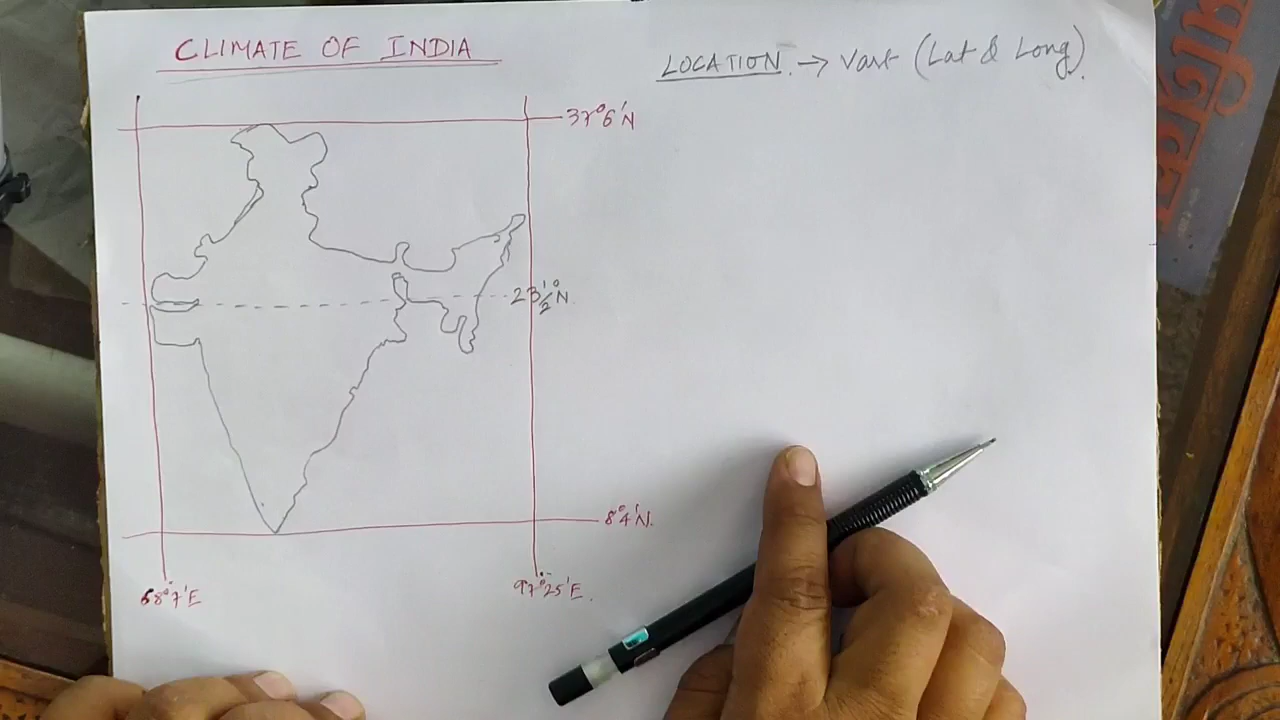 CLIMATE OF INDIA
LOCATION. → Vast (Lat & Long).
37°6'N
23½°N
8°4'N.
68°7'E
97°25'E.